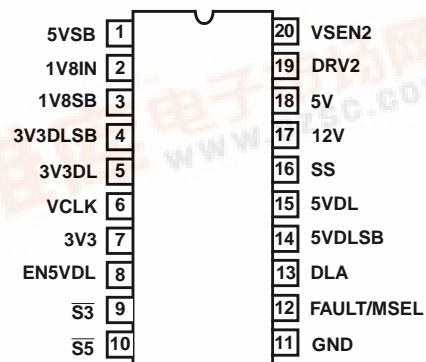 5VSB 1 20 VSEN2
1V8IN 2 19 DRV2
1V8SB 3 18 5V
3V3DLSB 4 17 12V
3V3DL 5 16 SS
VCLK 6 15 5VDL
3V3 7 14 5VDLSB
EN5VDL 8 13 DLA
S3 9 12 FAULT/MSEL
S5 10 11 GND